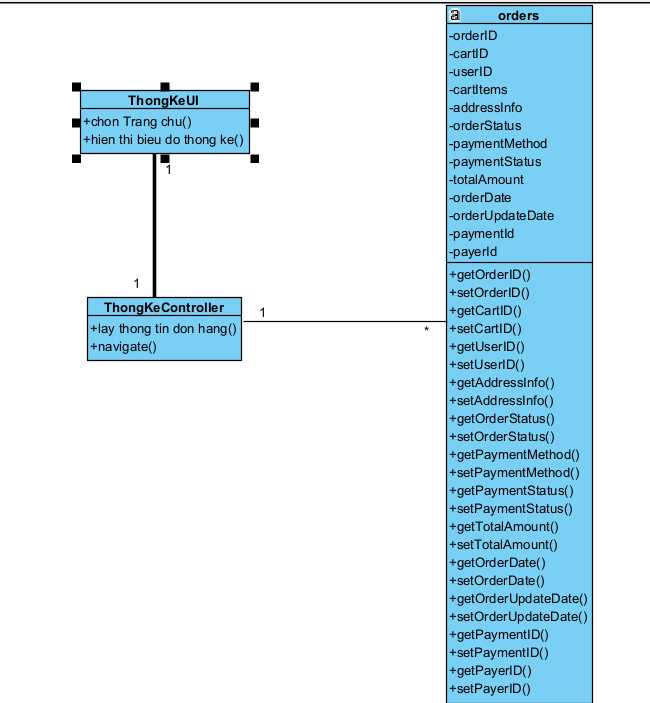 a
orders
-orderID
-cartID
-userID
-cartItems
-addressInfo
-orderStatus
-paymentMethod
-paymentStatus
-totalAmount
-orderDate
-orderUpdateDate
-paymentId
-payerId
+getOrderID()
+setOrderID()
+getCartID()
+setCartID()
+getUserID()
+setUserID()
+getAddressInfo()
+setAddressInfo()
+getOrderStatus()
+setOrderStatus()
+getPaymentMethod()
+setPaymentMethod()
+getPaymentStatus()
+setPaymentStatus()
+getTotalAmount()
+setTotalAmount()
+getOrderDate()
+setOrderDate()
+getOrderUpdateDate()
+setOrderUpdateDate()
+getPaymentID()
+setPaymentID()
+getPayerID()
+setPayerID()
ThongKeUI
+chon Trang chu()
+hien thi bieu do thong ke()
1
1
ThongKeController
+lay thong tin don hang()
+navigate()
1
*